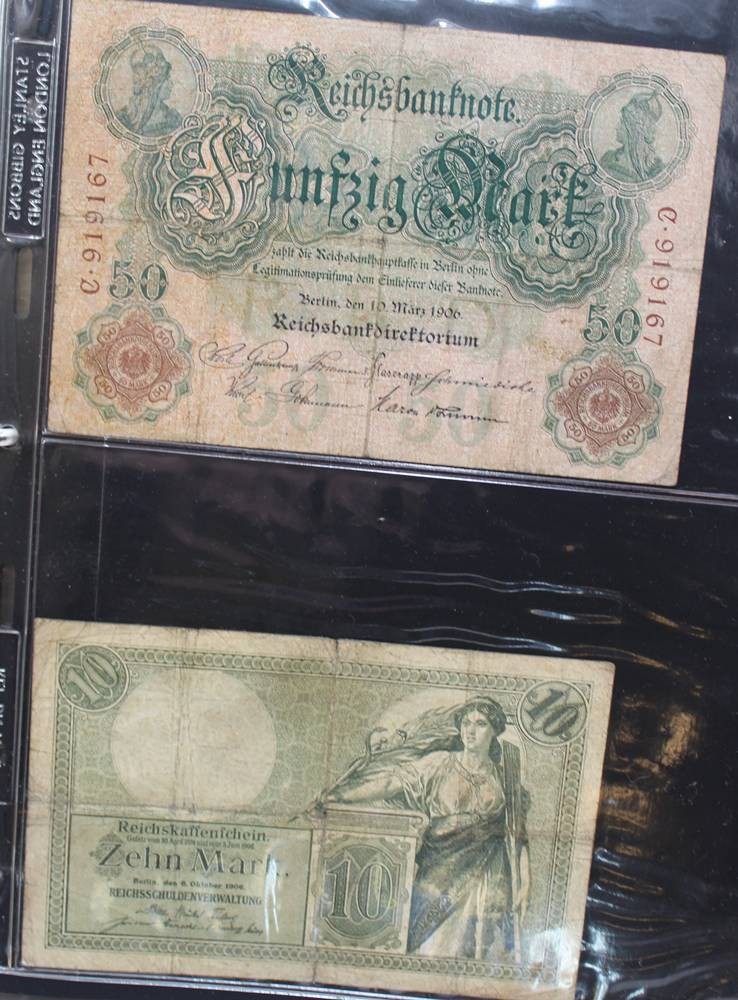 LONDON ENGLAND
STANLEY GIBBONS
Reichsbanknote.
Fünfzig Mark
zahlt die Reichsbankhauptkasse in Berlin ohne
Legitimationsprüfung dem Einlieferer dieser Banknote.
Berlin, den 10. März 1906.
Reichsbankdirektorium
C·919167
C·919167
50
50
10
10
Reichskassenschein.
Zehn Mark.
Berlin, den 6. Oktober 1906.
REICHSSCHULDENVERWALTUNG
10